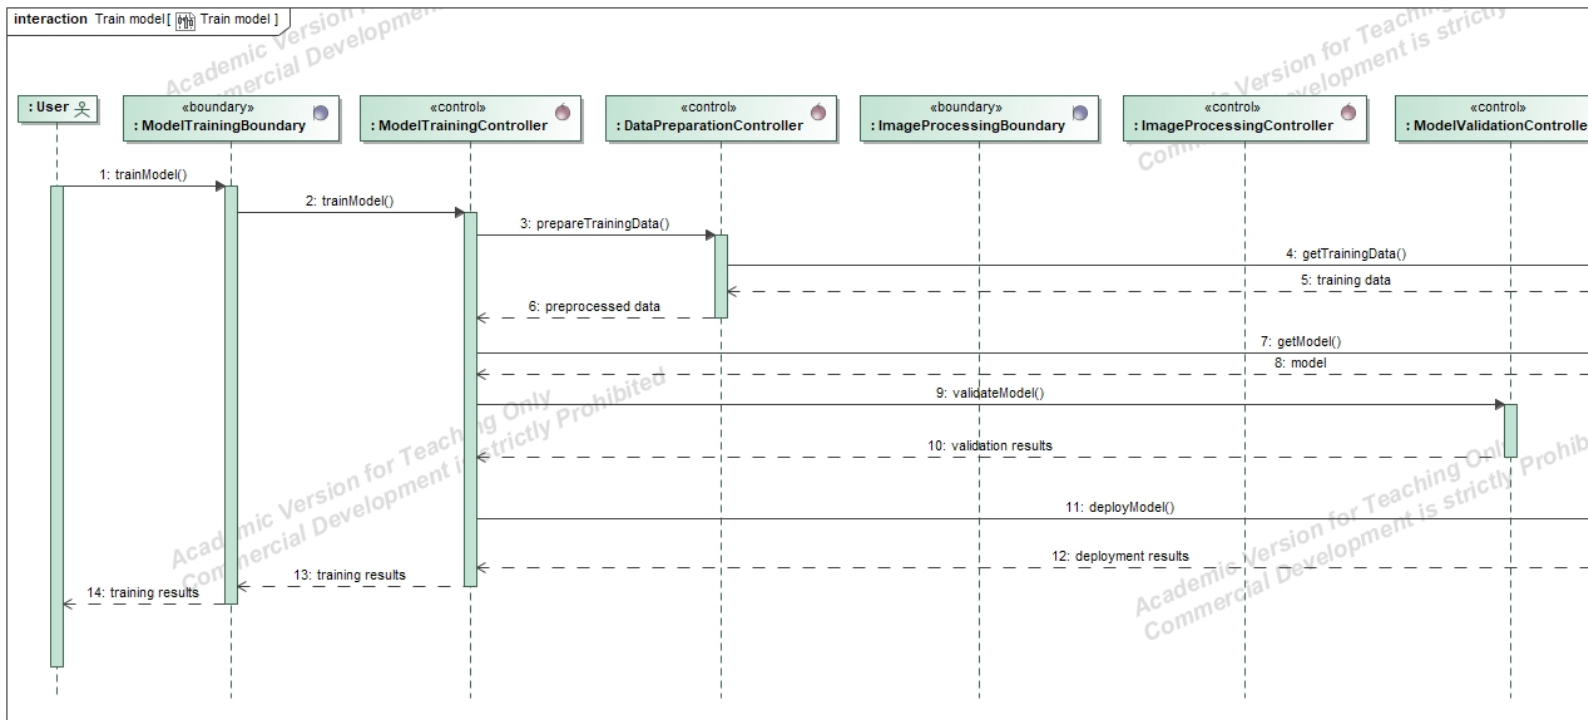 interaction Train model[ Train model ]
Academic Version for Teaching
Commercial Development is strictly
: User
«boundary»
: ModelTrainingBoundary
«control»
: ModelTrainingController
«control»
: DataPreparationController
«boundary»
: ImageProcessingBoundary
«control»
: ImageProcessingController
«control»
: ModelValidationControlle
1: trainModel()
2: trainModel()
3: prepareTrainingData()
4: getTrainingData()
5: training data
6: preprocessed data
7: getModel()
8: model
9: validateModel()
10: validation results
11: deployModel()
12: deployment results
13: training results
14: training results
Academic Version for Teaching Only
Commercial Development is strictly Prohibited
Academic Version for Teaching Only
Commercial Development is strictly Prohib